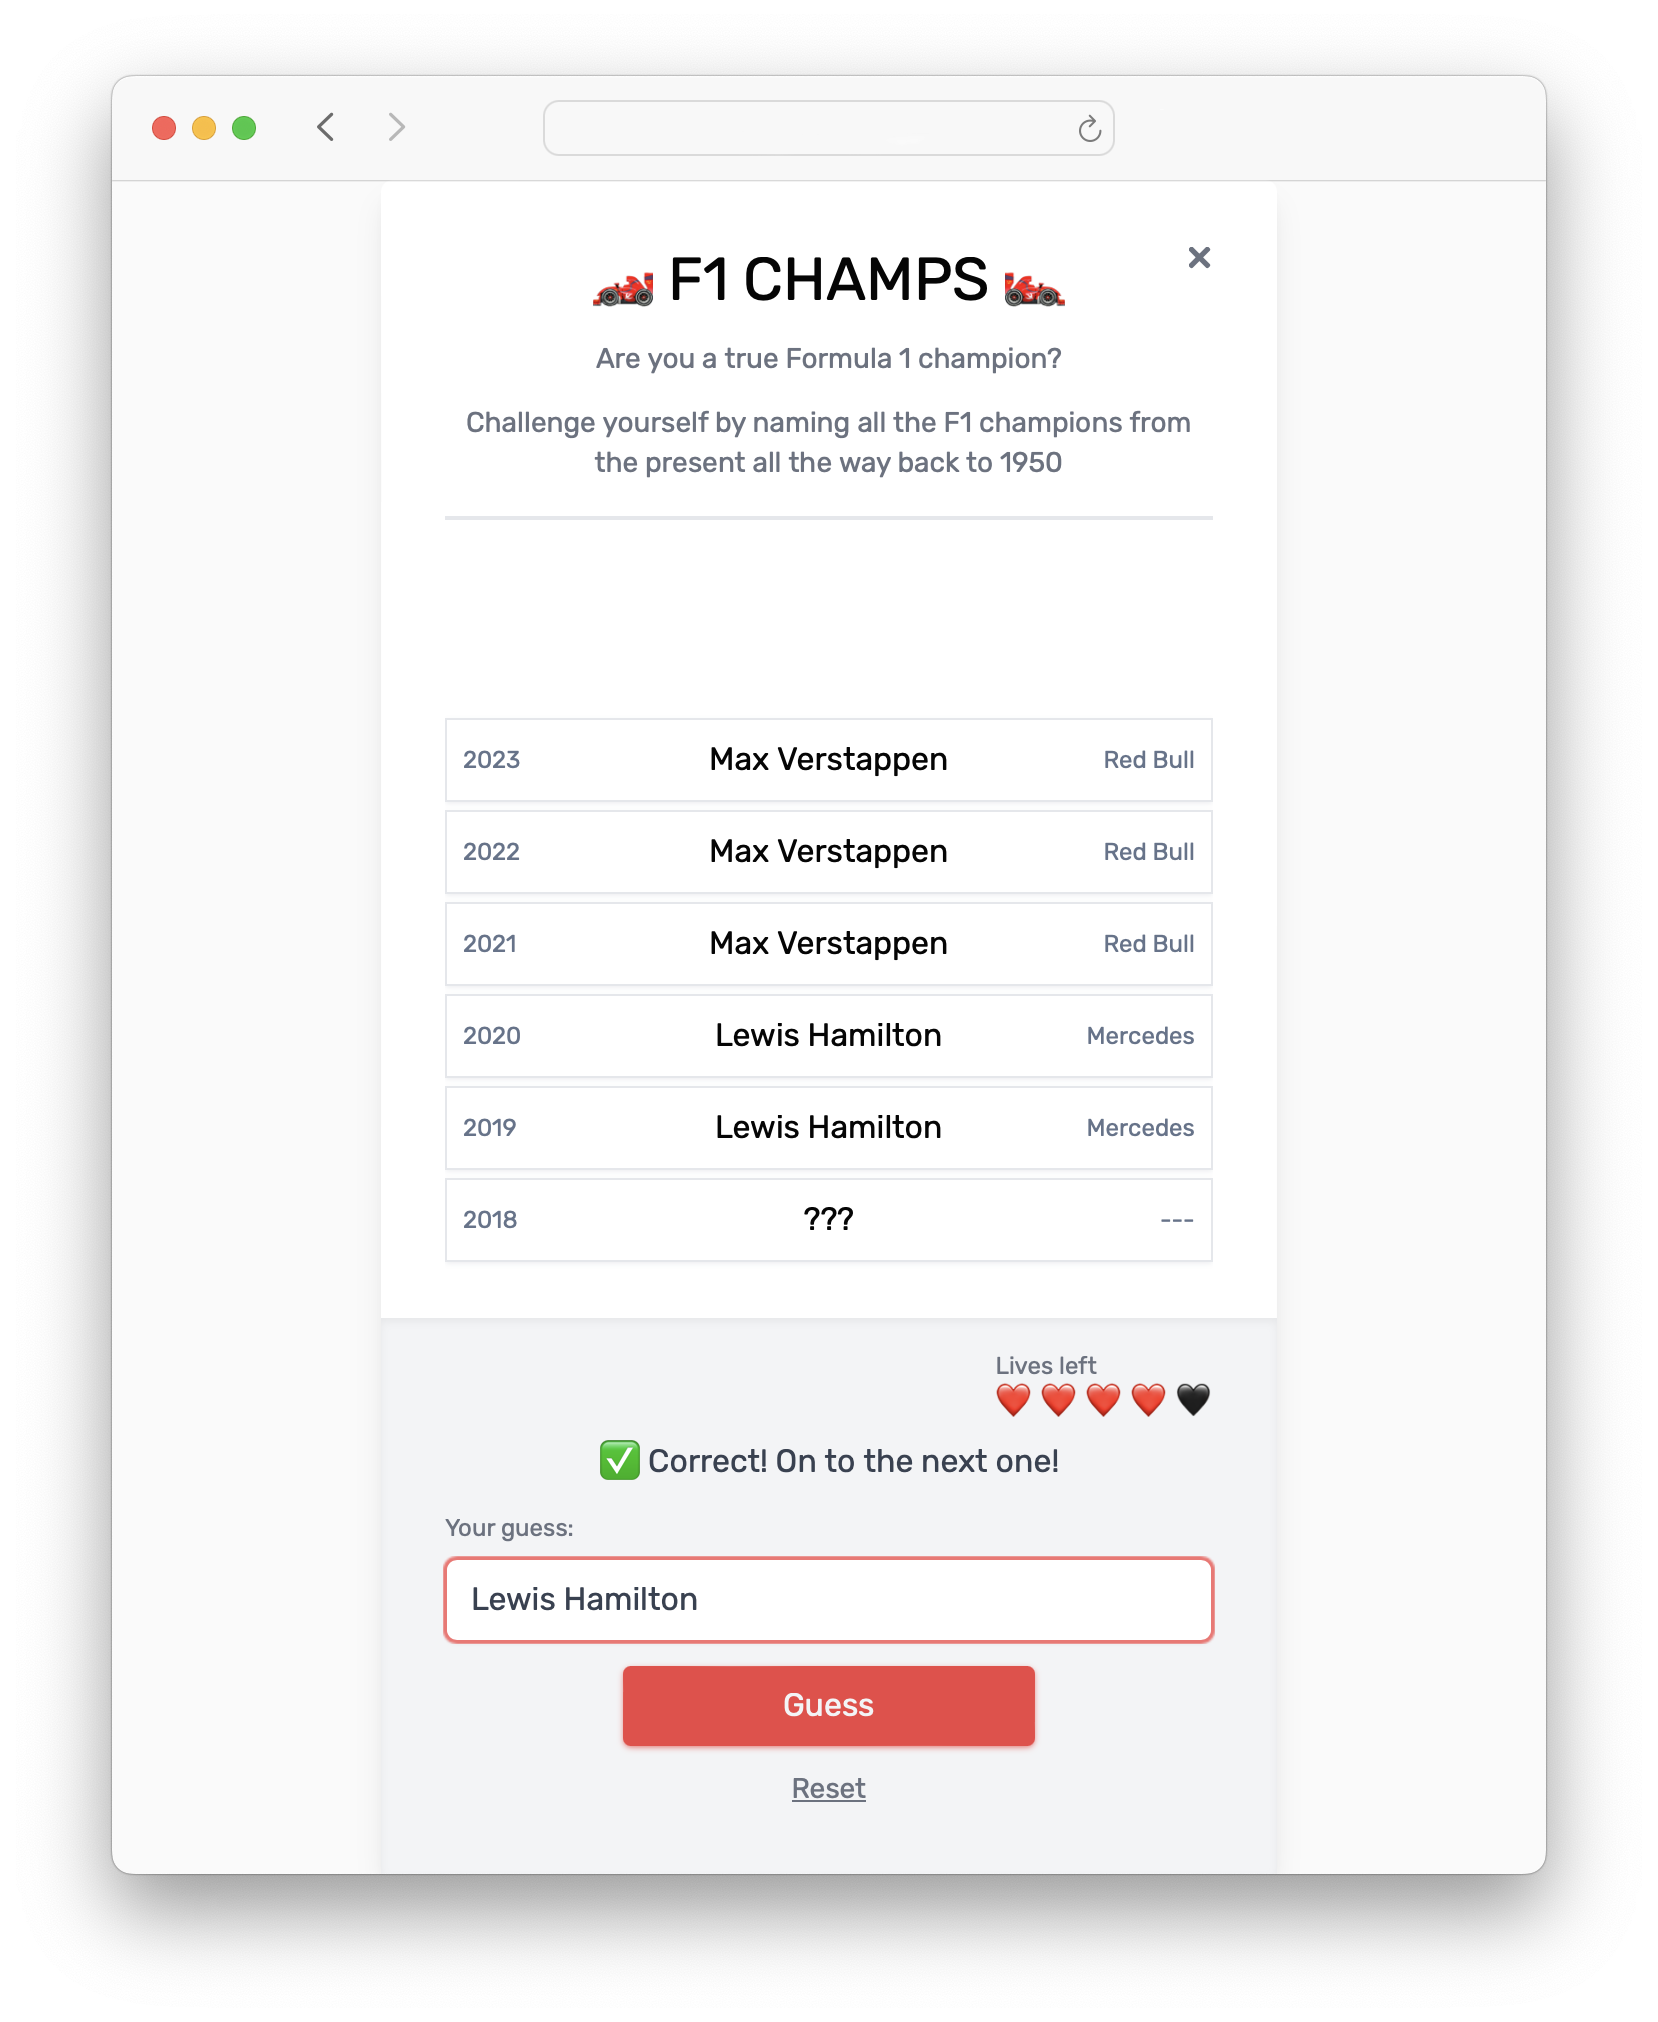 F1 CHAMPS
Are you a true Formula 1 champion?
Challenge yourself by naming all the F1 champions from
the present all the way back to 1950
2023 Max Verstappen Red Bull
2022 Max Verstappen Red Bull
2021 Max Verstappen Red Bull
2020 Lewis Hamilton Mercedes
2019 Lewis Hamilton Mercedes
2018 ??? ---
Lives left
Correct! On to the next one!
Your guess:
Lewis Hamilton
Guess
Reset